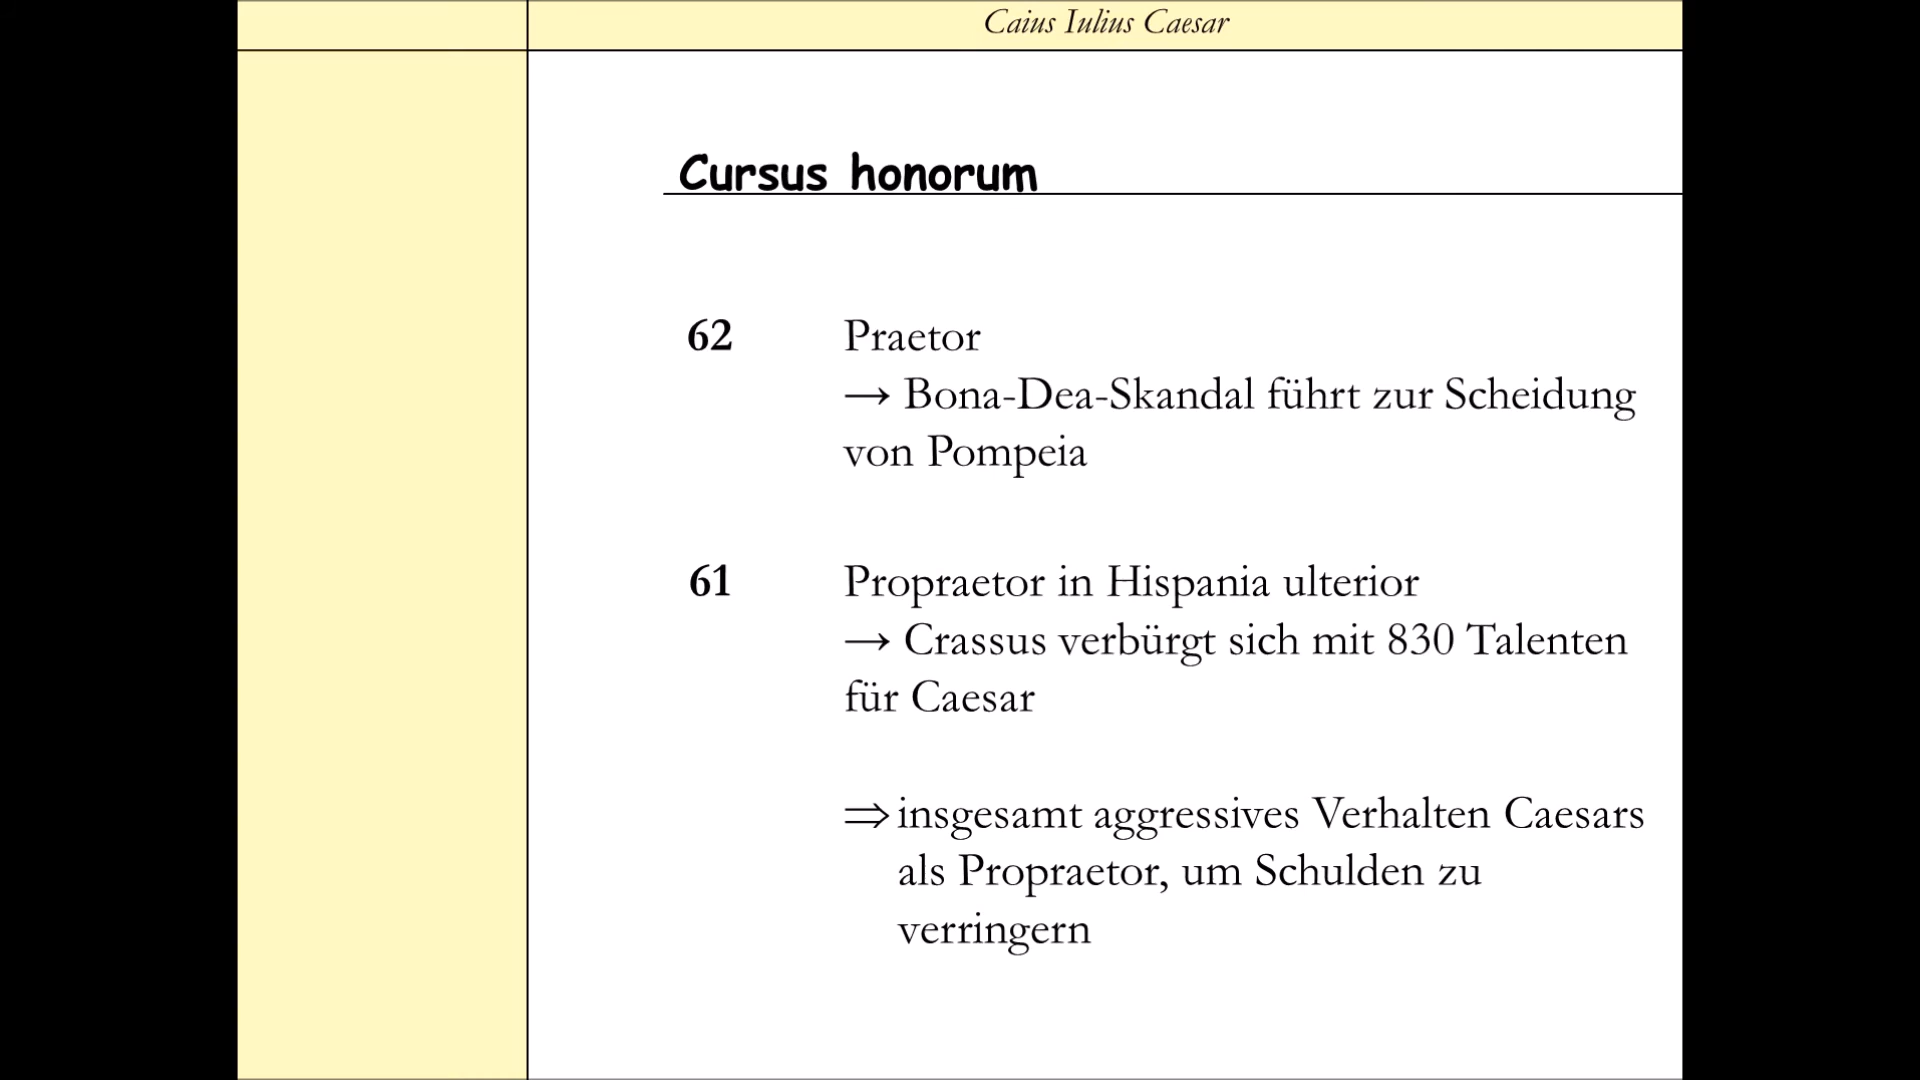 Caius Iulius Caesar
Cursus honorum
62 Praetor
→ Bona-Dea-Skandal führt zur Scheidung
von Pompeia
61 Propraetor in Hispania ulterior
→ Crassus verbürgt sich mit 830 Talenten
für Caesar
⇒ insgesamt aggressives Verhalten Caesars
als Propraetor, um Schulden zu
verringern